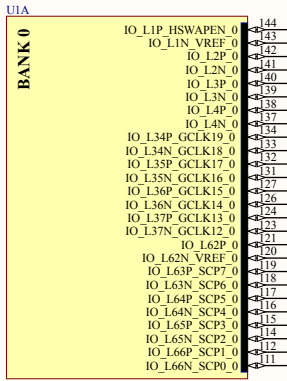 U1A
BANK 0
IO_L1P_HSWAPEN_0 144
IO_L1N_VREF_0 143
IO_L2P_0 142
IO_L2N_0 141
IO_L3P_0 140
IO_L3N_0 139
IO_L4P_0 138
IO_L4N_0 137
IO_L34P_GCLK19_0 134
IO_L34N_GCLK18_0 133
IO_L35P_GCLK17_0 132
IO_L35N_GCLK16_0 131
IO_L36P_GCLK15_0 127
IO_L36N_GCLK14_0 126
IO_L37P_GCLK13_0 124
IO_L37N_GCLK12_0 123
IO_L62P_0 121
IO_L62N_VREF_0 120
IO_L63P_SCP7_0 119
IO_L63N_SCP6_0 118
IO_L64P_SCP5_0 117
IO_L64N_SCP4_0 116
IO_L65P_SCP3_0 115
IO_L65N_SCP2_0 114
IO_L66P_SCP1_0 112
IO_L66N_SCP0_0 111